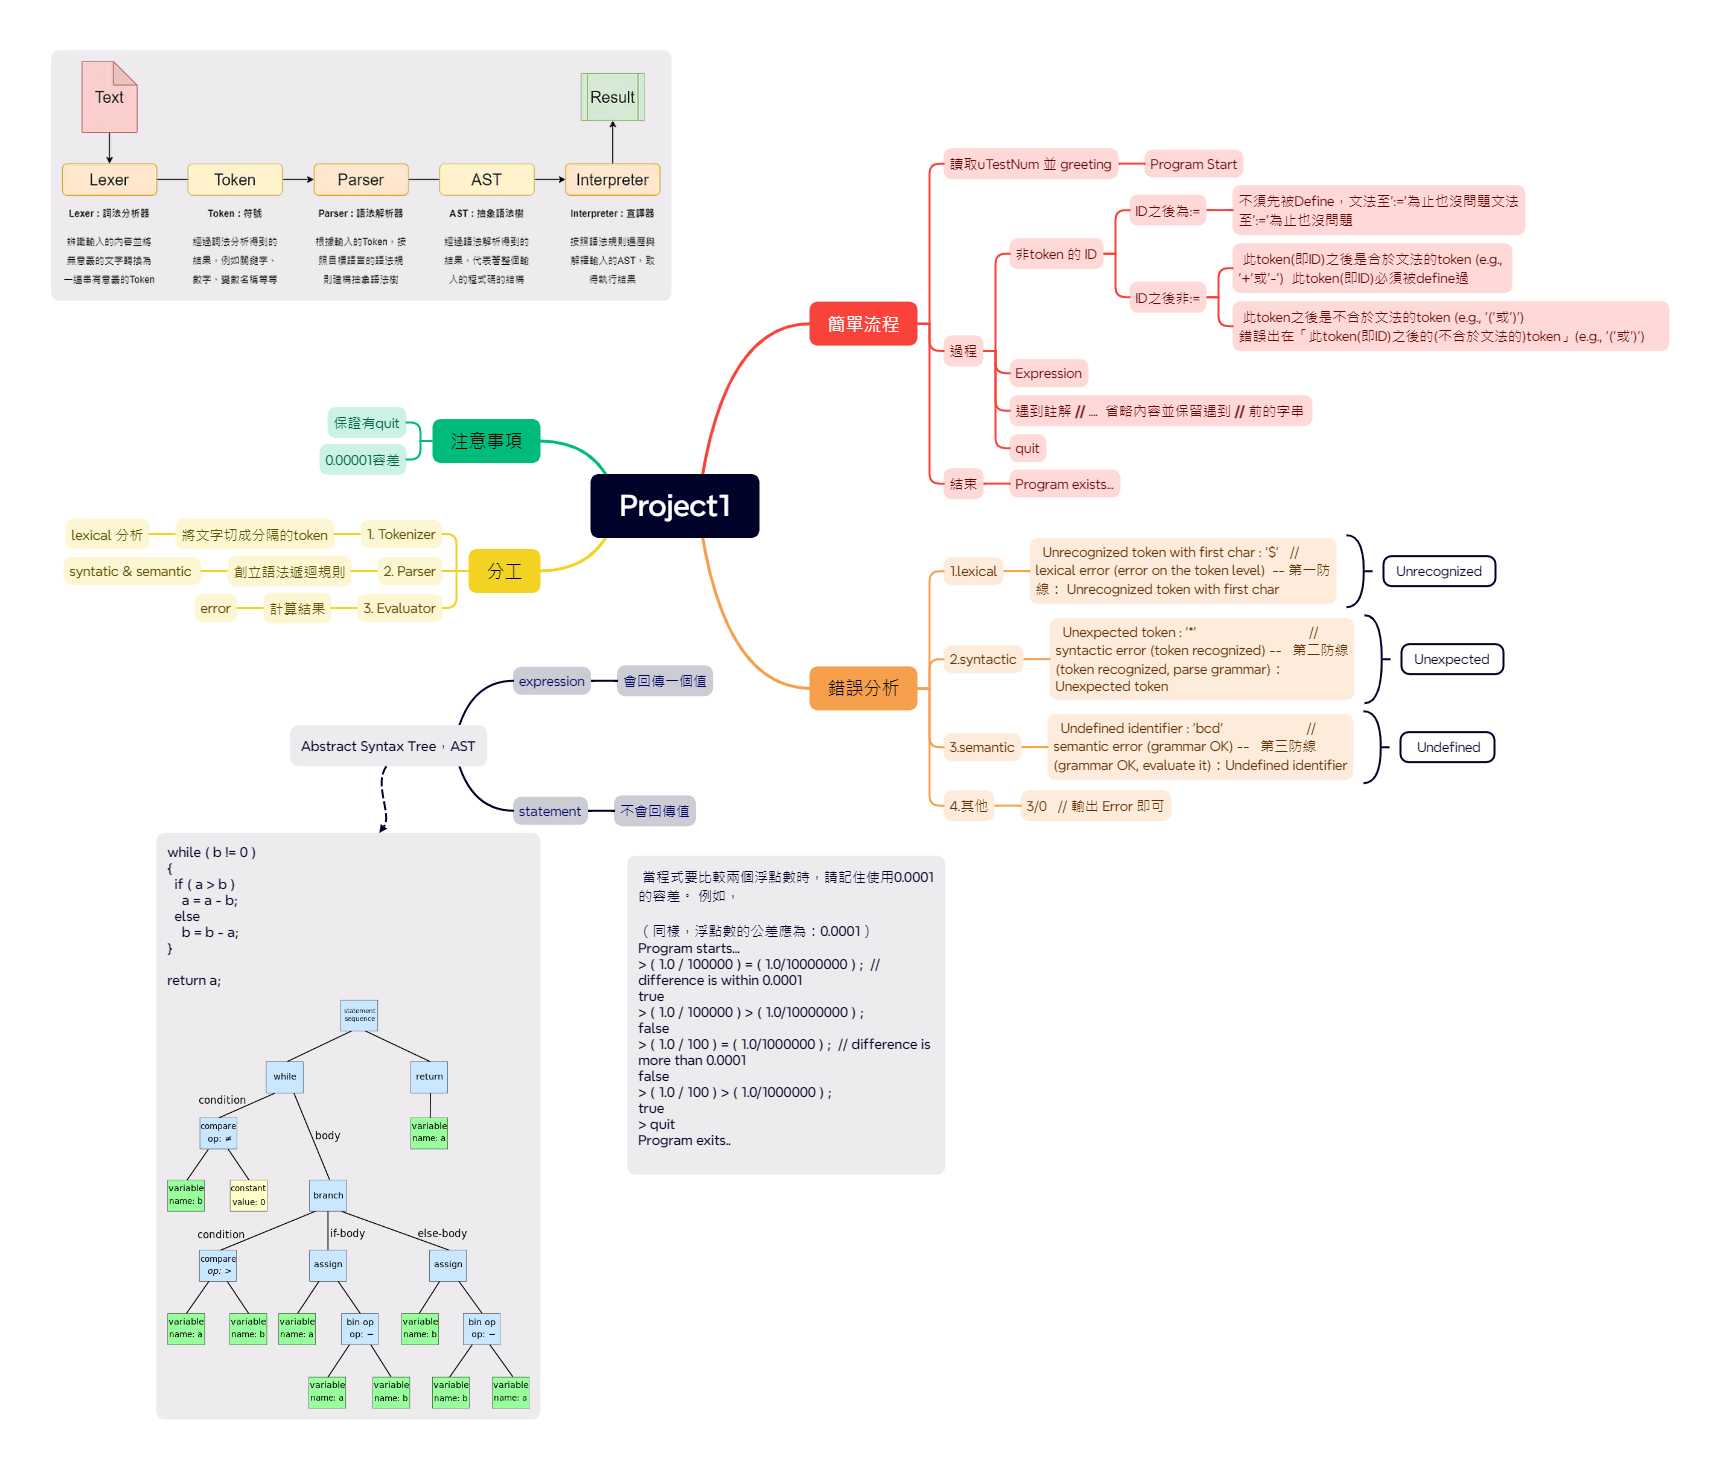 Text
Result
Lexer
Token
Parser
AST
Interpreter
Lexer : 詞法分析器
辨識輸入的內容並將
無意義的文字轉換為
一連串有意義的Token
Token : 符號
經過詞法分析得到的
結果，例如關鍵字、
數字、變數名稱等等
Parser : 語法解析器
根據輸入的Token，按
照目標語言的語法規
則建構抽象語法樹
AST : 抽象語法樹
經過語法解析得到的
結果，代表著整個輸
入的程式碼的結構
Interpreter : 直譯器
按照語法規則遍歷與
解釋輸入的AST，取
得執行結果
Project1
簡單流程
讀取uTestNum 並 greeting
Program Start
過程
非token 的 ID
ID之後為:=
不須先被Define，文法至':='為止也沒問題文法
至':='為止也沒問題
ID之後非:=
此token(即ID)之後是合於文法的token (e.g.,
'+'或'-')  此token(即ID)必須被define過
此token之後是不合於文法的token (e.g., '('或')')
錯誤出在「 此token(即ID)之後的(不合於文法的)token」(e.g., '('或')')
Expression
遇到註解 // ....  省略內容並保留遇到 // 前的字串
quit
結束
Program exists...
注意事項
保證有quit
0.00001容差
分工
1. Tokenizer
將文字切成分隔的token
lexical 分析
2. Parser
創立語法遞迴規則
syntatic & semantic
3. Evaluator
計算結果
error
錯誤分析
1.lexical
Unrecognized token with first char : '$'   //
lexical error (error on the token level)  -- 第一防
線： Unrecognized token with first char
Unrecognized
2.syntactic
Unexpected token : '*'   //
syntactic error (token recognized) --   第二防線
(token recognized, parse grammar)：
Unexpected token
Unexpected
3.semantic
Undefined identifier : 'bcd'   //
semantic error (grammar OK) --   第三防線
(grammar OK, evaluate it)：Undefined identifier
Undefined
4.其他
3/0   // 輸出 Error 即可
Abstract Syntax Tree，AST
expression
會回傳一個值
statement
不會回傳值
while ( b != 0 )
{
if ( a > b )
a = a - b;
else
b = b - a;
}
return a;
statement
sequence
while
return
condition
body
compare
op: ≠
variable
name: a
variable
name: b
constant
value: 0
branch
condition
if-body
else-body
compare
op: >
assign
assign
variable
name: a
variable
name: b
variable
name: a
bin op
op: −
variable
name: b
bin op
op: −
variable
name: a
variable
name: b
variable
name: b
variable
name: a
當程式要比較兩個浮點數時，請記住使用0.0001
的容差。 例如，
（ 同樣，浮點數的公差應為：0.0001 ）
Program starts...
> ( 1.0 / 100000 ) = ( 1.0/10000000 ) ;  //
difference is within 0.0001
true
> ( 1.0 / 100000 ) > ( 1.0/10000000 ) ;
false
> ( 1.0 / 100 ) = ( 1.0/1000000 ) ;  // difference is
more than 0.0001
false
> ( 1.0 / 100 ) > ( 1.0/1000000 ) ;
true
> quit
Program exits..